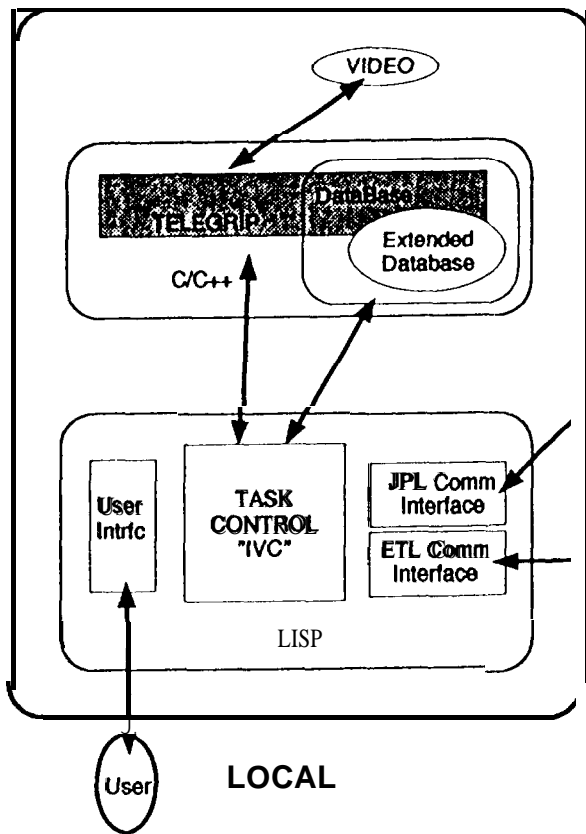 VIDEO
DataBase
TELEGRIP
Extended
Database
C/C++
User
Intrfc
TASK
CONTROL
"IVC"
JPL Comm
Interface
ETL Comm
Interface
LISP
User
LOCAL